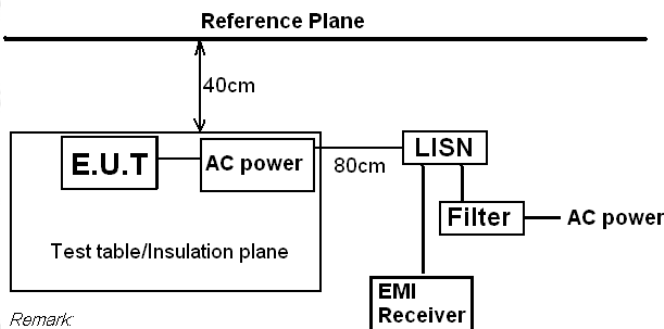 Reference Plane
40cm
E.U.T
AC power
80cm
LISN
Filter
AC power
Test table/Insulation plane
EMI
Receiver
Remark: